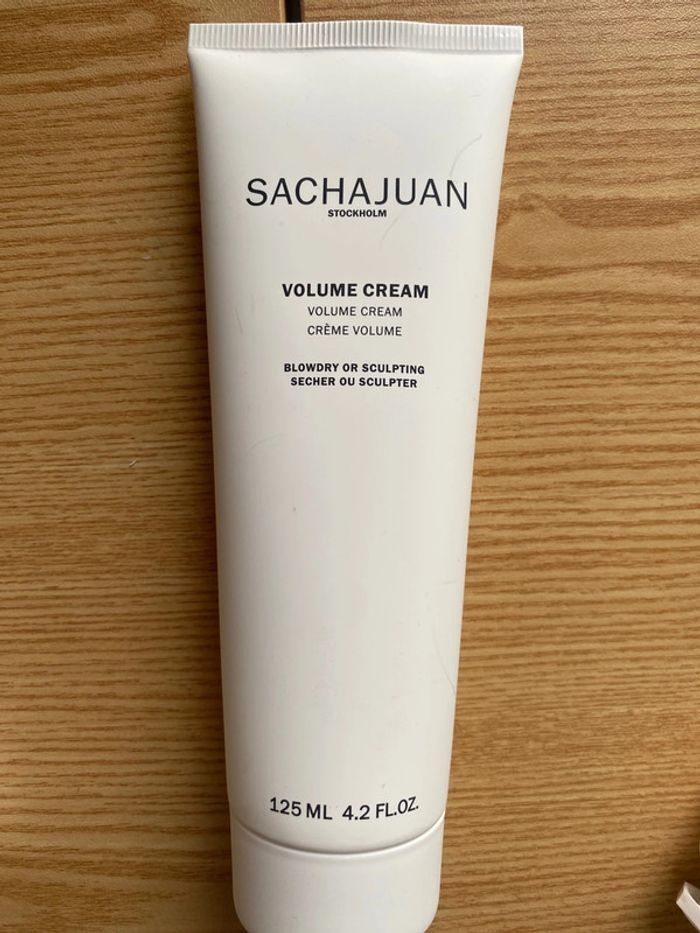 SACHAJUAN
STOCKHOLM
VOLUME CREAM
VOLUME CREAM
CRÈME VOLUME
BLOWDRY OR SCULPTING
SECHER OU SCULPTER
125 ML 4.2 FL.OZ.